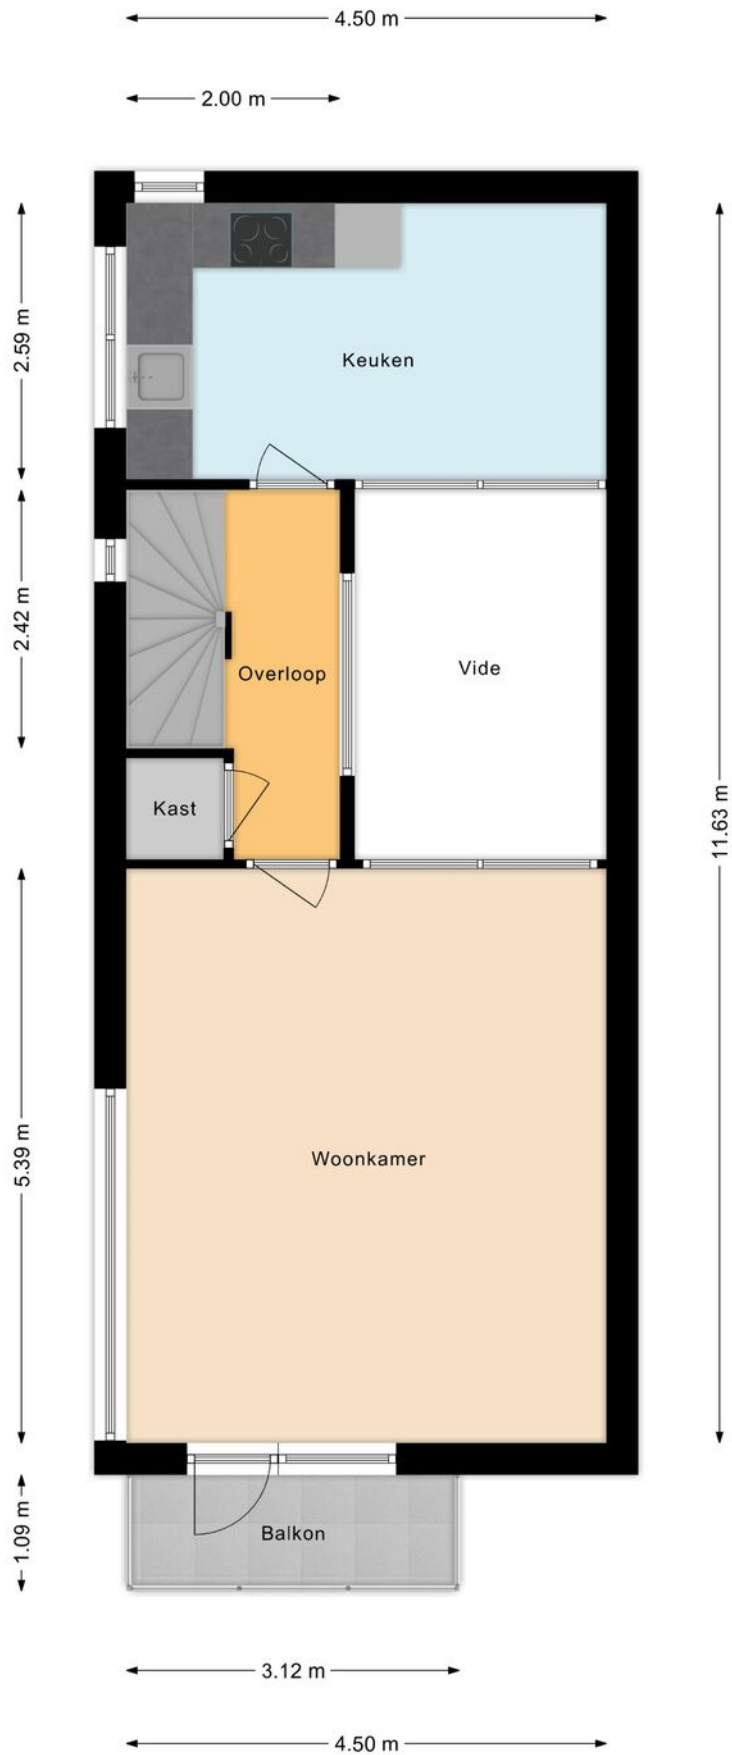 4.50 m
2.00 m
2.59 m
Keuken
2.42 m
Overloop
Vide
Kast
11.63 m
5.39 m
Woonkamer
1.09 m
Balkon
3.12 m
4.50 m